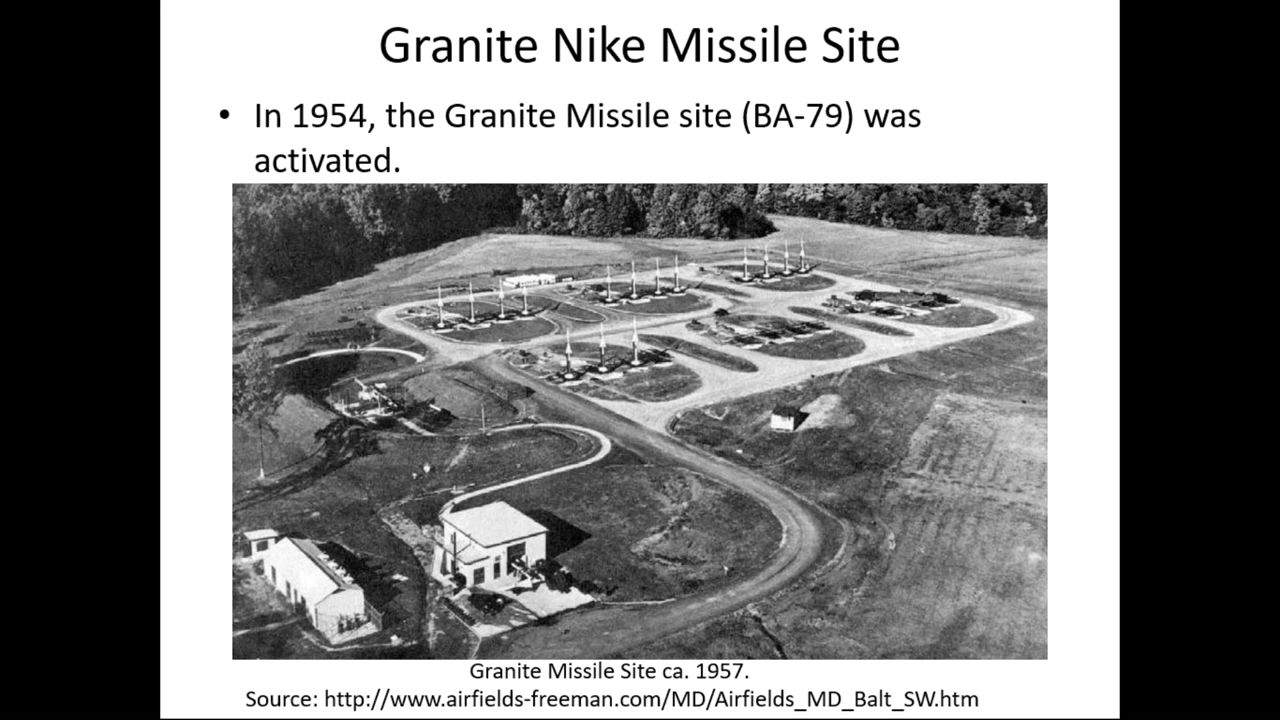 Granite Nike Missile Site
• In 1954, the Granite Missile site (BA-79) was
activated.
Granite Missile Site ca. 1957.
Source: http://www.airfields-freeman.com/MD/Airfields_MD_Balt_SW.htm